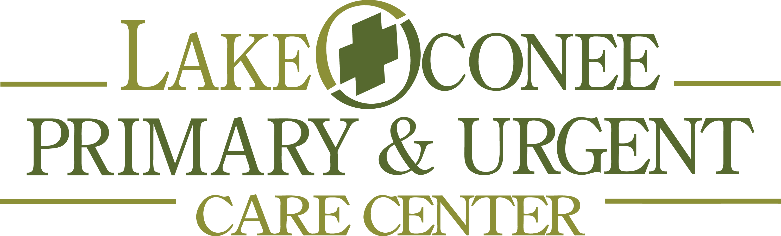 LAKE OCONEE
PRIMARY & URGENT
CARE CENTER